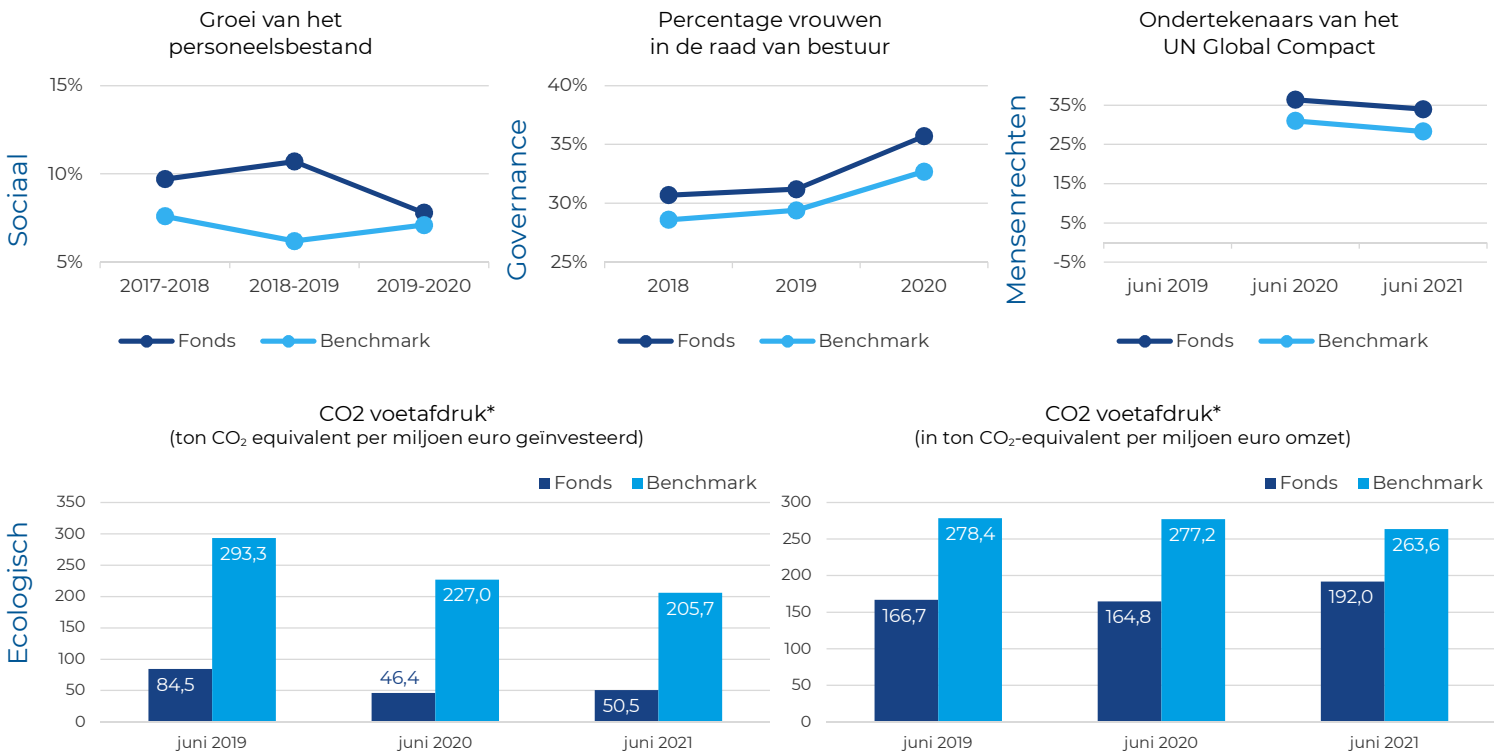 Groei van het
personeelsbestand
Sociaal
15%
10%
5%
2017-2018 2018-2019 2019-2020
Fonds Benchmark
Percentage vrouwen
in de raad van bestuur
Governance
40%
35%
30%
25%
2018 2019 2020
Fonds Benchmark
Ondertekenaars van het
UN Global Compact
Mensenrechten
35%
25%
15%
5%
-5%
juni 2019 juni 2020 juni 2021
Fonds Benchmark
Ecologisch
CO2 voetafdruk*
(ton CO₂ equivalent per miljoen euro geïnvesteerd)
Fonds Benchmark
350
300
250
200
150
100
50
0
84,5 293,3
46,4 227,0
50,5 205,7
juni 2019 juni 2020 juni 2021
CO2 voetafdruk*
(in ton CO₂-equivalent per miljoen euro omzet)
Fonds Benchmark
300
250
200
150
100
50
0
166,7 278,4
164,8 277,2
192,0 263,6
juni 2019 juni 2020 juni 2021